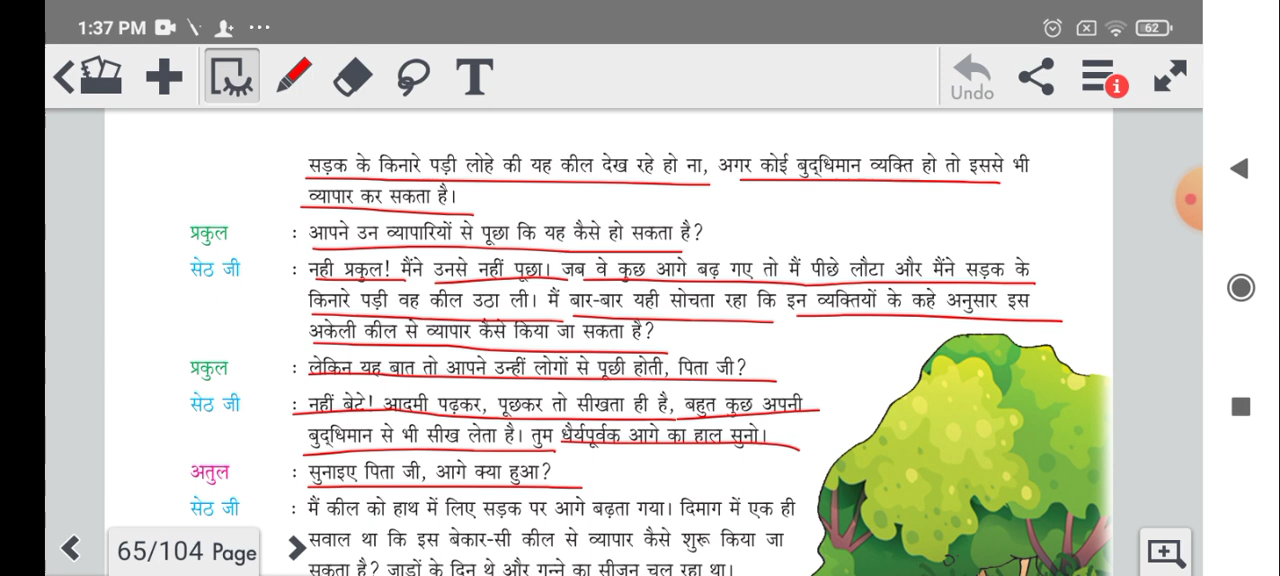 1:37 PM
62
T
Undo
सड़क के किनारे पड़ी लोहे की यह कील देख रहे हो ना, अगर कोई बुद्धिमान व्यक्ति हो तो इससे भी
व्यापार कर सकता है।
प्रकुल : आपने उन व्यापारियों से पूछा कि यह कैसे हो सकता है?
सेठ जी : नही प्रकुल! मैंने उनसे नहीं पूछा। जब वे कुछ आगे बढ़ गए तो मैं पीछे लौटा और मैंने सड़क के
किनारे पड़ी वह कील उठा ली। मैं बार-बार यही सोचता रहा कि इन व्यक्तियों के कहे अनुसार इस
अकेली कील से व्यापार कैसे किया जा सकता है?
प्रकुल : लेकिन यह बात तो आपने उन्हीं लोगों से पूछी होती, पिता जी?
सेठ जी : नहीं बेटे! आदमी पढ़कर, पूछकर तो सीखता ही है, बहुत कुछ अपनी
बुद्धिमान से भी सीख लेता है। तुम धैर्यपूर्वक आगे का हाल सुनो।
अतुल : सुनाइए पिता जी, आगे क्या हुआ?
सेठ जी : मैं कील को हाथ में लिए सड़क पर आगे बढ़ता गया। दिमाग में एक ही
सवाल था कि इस बेकार-सी कील से व्यापार कैसे शुरू किया जा
सकता है? जाड़ों के दिन थे और गन्ने का सीजन चल रहा था।
65/104 Page